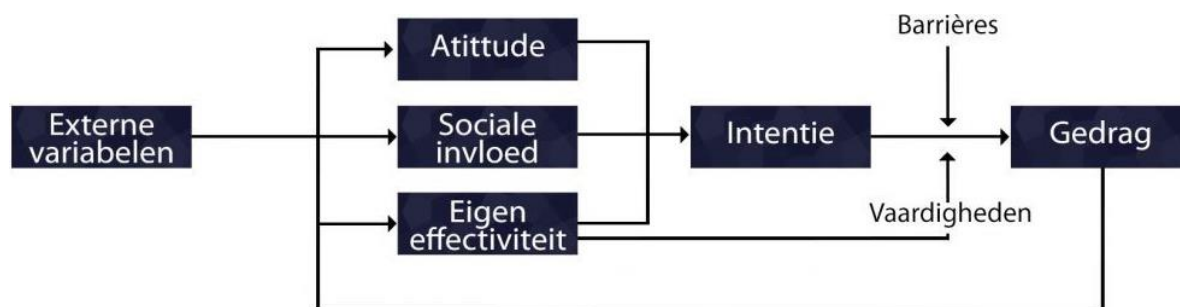 Externe
variabelen
Atittude
Sociale
invloed
Eigen
effectiviteit
Intentie
Barrières
Vaardigheden
Gedrag